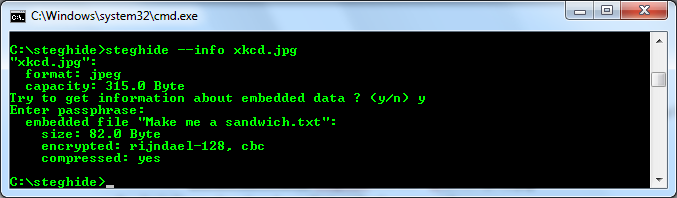 C:\Windows\system32\cmd.exe
C:\steghide>steghide --info xkcd.jpg
"xkcd.jpg":
  format: jpeg
  capacity: 315.0 Byte
Try to get information about embedded data ? (y/n) y
Enter passphrase:
  embedded file "Make me a sandwich.txt":
    size: 82.0 Byte
    encrypted: rijndael-128, cbc
    compressed: yes
C:\steghide>_